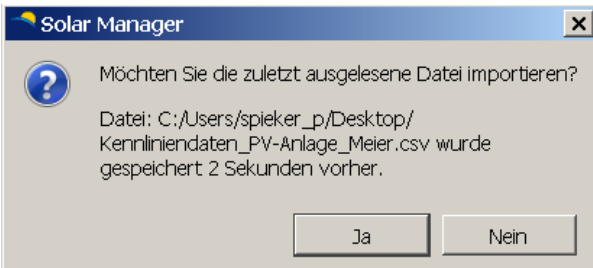 Solar Manager
Möchten Sie die zuletzt ausgelesene Datei importieren?
Datei: C:/Users/spieker_p/Desktop/
Kennliniendaten_PV-Anlage_Meier.csv wurde
gespeichert 2 Sekunden vorher.
Ja
Nein